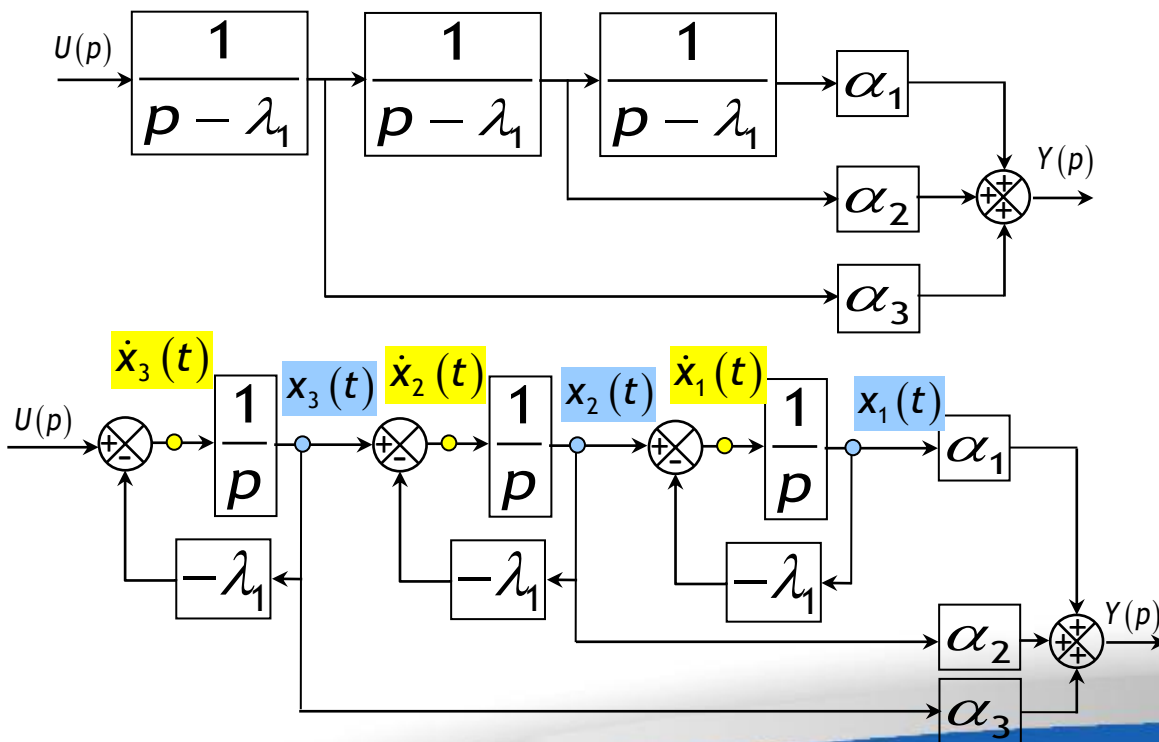 U(p)
1
p − λ₁
1
p − λ₁
1
p − λ₁
α₁
α₂
α₃
+
+
+
Y(p)
ẋ₃(t)
x₃(t)
ẋ₂(t)
x₂(t)
ẋ₁(t)
x₁(t)
U(p)
+
-
1
p
+
-
1
p
+
-
1
p
α₁
−λ₁
−λ₁
−λ₁
α₂
α₃
+
+
+
Y(p)